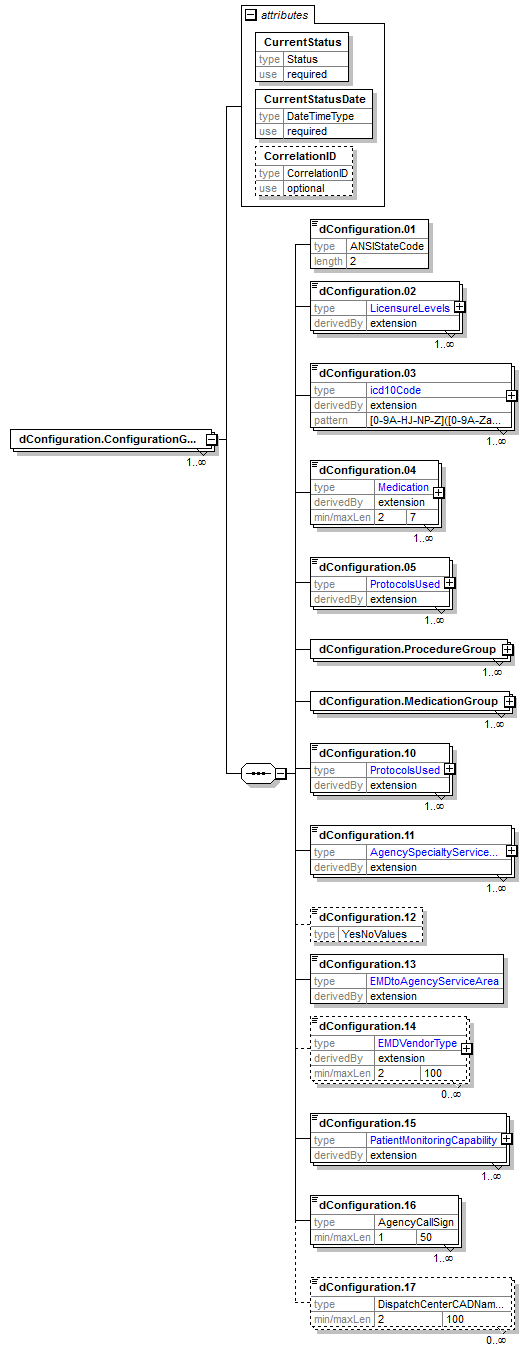 attributes
CurrentStatus
type Status
use required
CurrentStatusDate
type DateTimeType
use required
CorrelationID
type CorrelationID
use optional
dConfiguration.01
type ANSIStateCode
length 2
dConfiguration.02
type LicensureLevels
derivedBy extension
1..∞
dConfiguration.03
type icd10Code
derivedBy extension
pattern [0-9A-HJ-NP-Z]([0-9A-Za...
1..∞
dConfiguration.ConfigurationG...
1..∞
dConfiguration.04
type Medication
derivedBy extension
min/maxLen 2 7
1..∞
dConfiguration.05
type ProtocolsUsed
derivedBy extension
1..∞
dConfiguration.ProcedureGroup
1..∞
dConfiguration.MedicationGroup
1..∞
dConfiguration.10
type ProtocolsUsed
derivedBy extension
1..∞
dConfiguration.11
type AgencySpecialtyService...
derivedBy extension
1..∞
dConfiguration.12
type YesNoValues
dConfiguration.13
type EMDtoAgencyServiceArea
derivedBy extension
dConfiguration.14
type EMDVendorType
derivedBy extension
min/maxLen 2 100
0..∞
dConfiguration.15
type PatientMonitoringCapability
derivedBy extension
1..∞
dConfiguration.16
type AgencyCallSign
min/maxLen 1 50
1..∞
dConfiguration.17
type DispatchCenterCADNam...
min/maxLen 2 100
0..∞